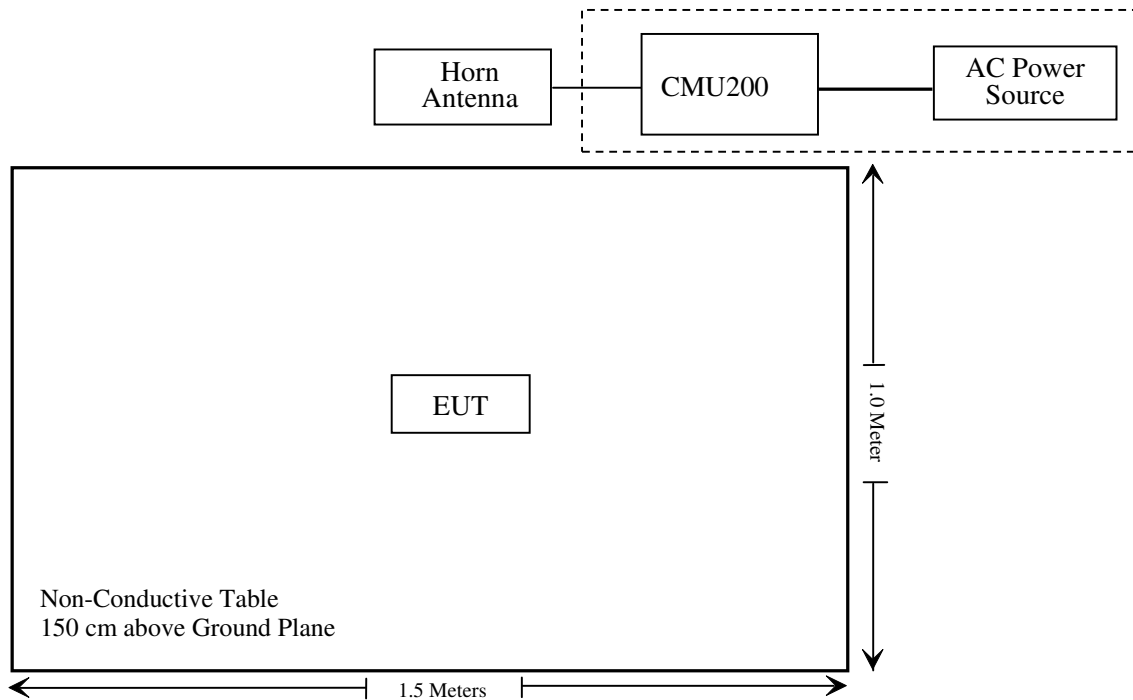 Horn
Antenna
CMU200
AC Power
Source
EUT
1.0 Meter
Non-Conductive Table
150 cm above Ground Plane
1.5 Meters